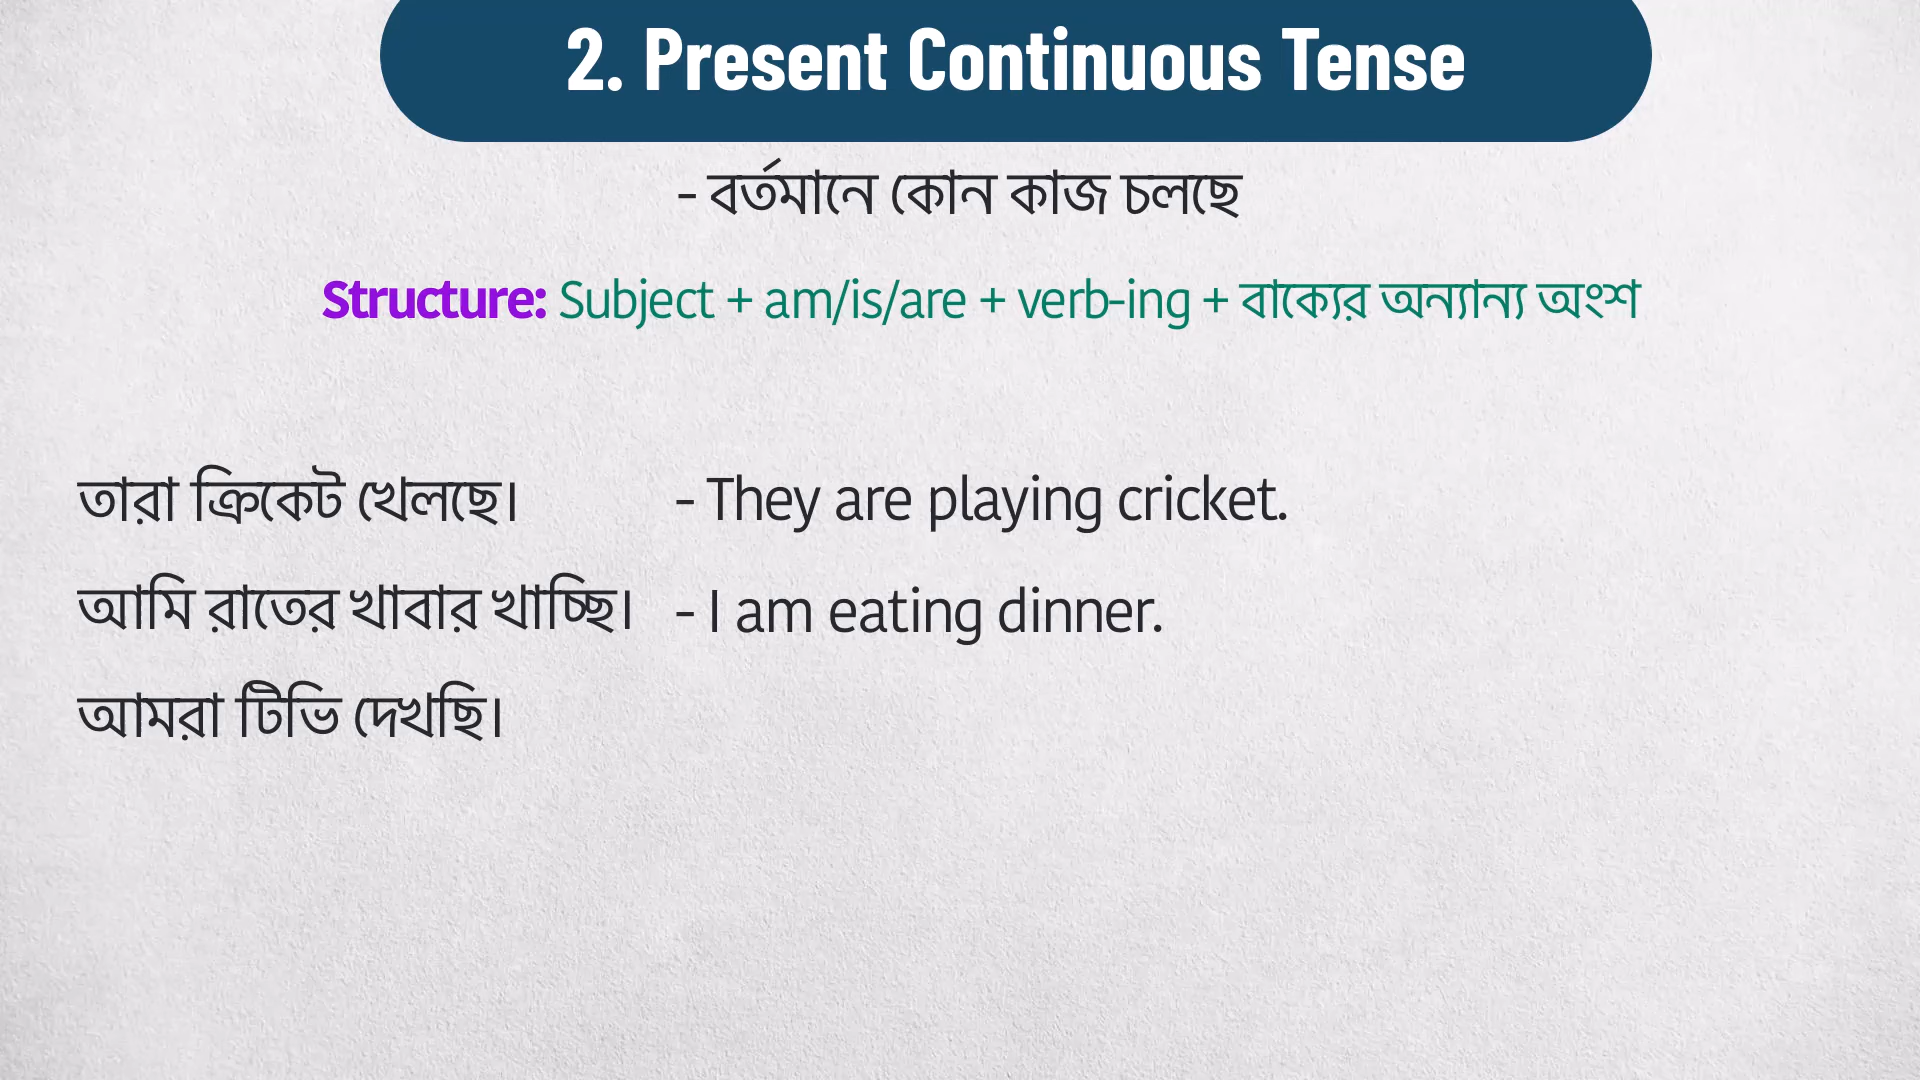 2. Present Continuous Tense
- বর্তমানে কোন কাজ চলছে
Structure: Subject + am/is/are + verb-ing + বাক্যের অন্যান্য অংশ
তারা ক্রিকেট খেলছে। - They are playing cricket.
আমি রাতের খাবার খাচ্ছি। - I am eating dinner.
আমরা টিভি দেখছি।